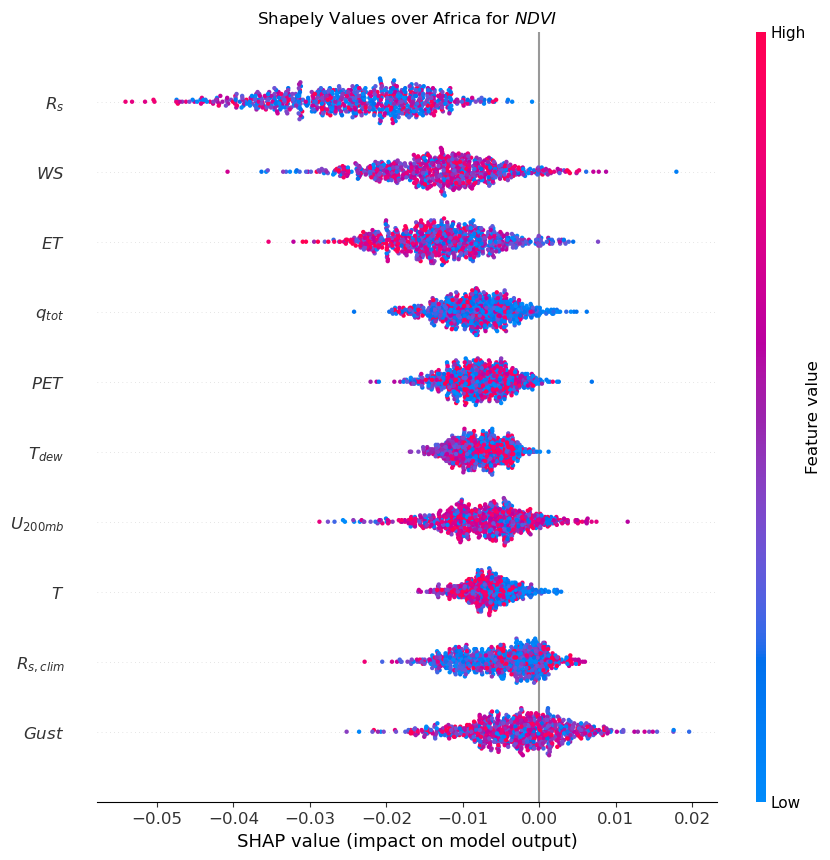 Shapely Values over Africa for NDVI
High
R_s
WS
ET
q_tot
PET
T_dew
U_200mb
T
R_s,clim
Gust
Feature value
Low
−0.05 −0.04 −0.03 −0.02 −0.01 0.00 0.01 0.02
SHAP value (impact on model output)